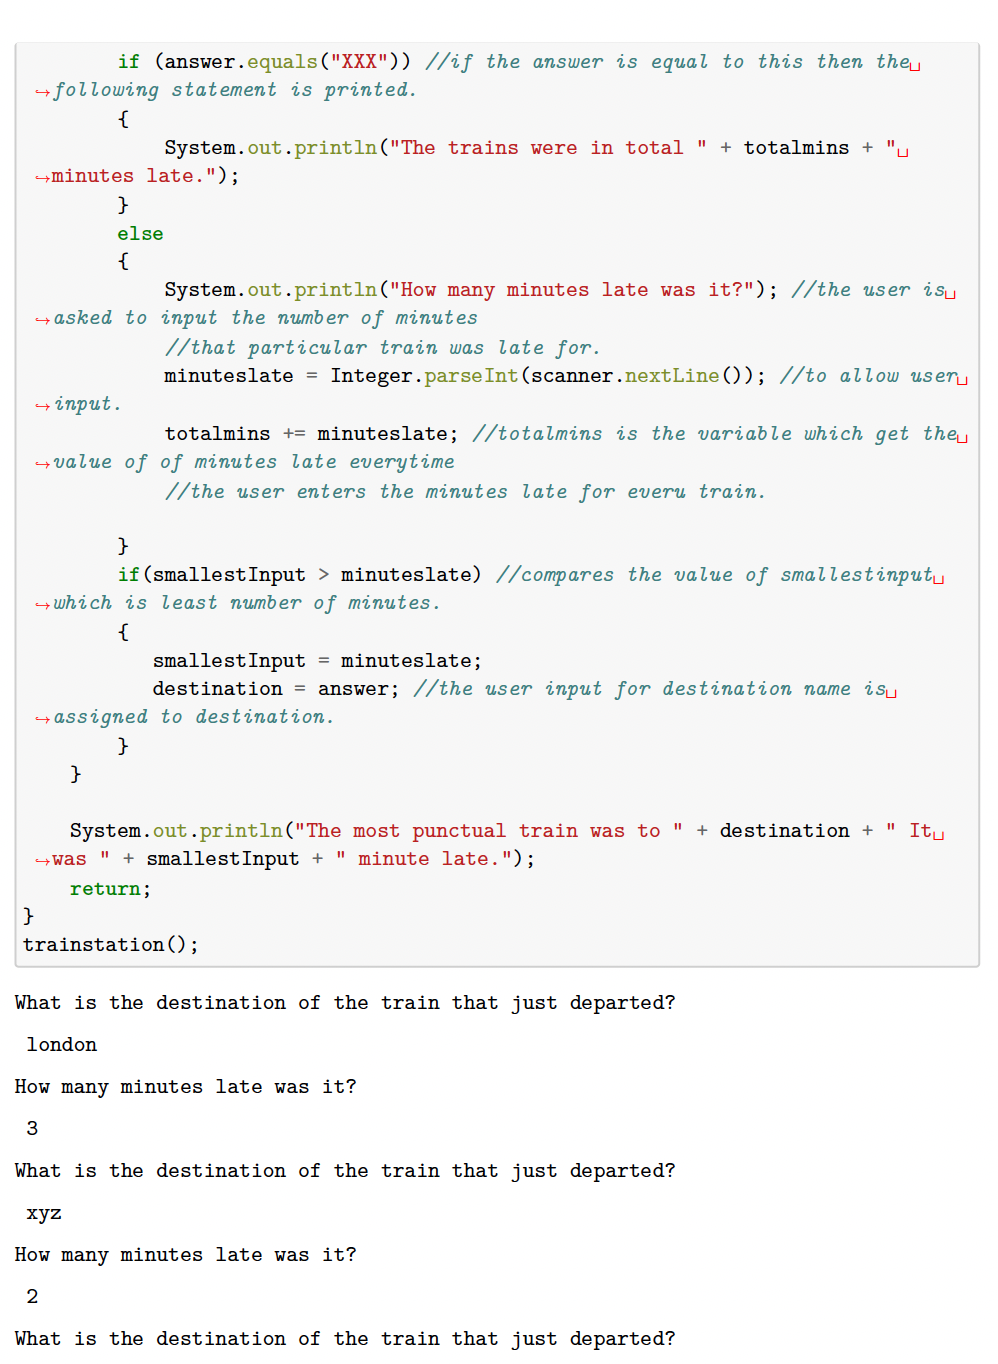 if (answer.equals("XXX")) //if the answer is equal to this then the␣
↪following statement is printed.
{
System.out.println("The trains were in total " + totalmins + "␣
↪minutes late.");
}
else
{
System.out.println("How many minutes late was it?"); //the user is␣
↪asked to input the number of minutes
//that particular train was late for.
minuteslate = Integer.parseInt(scanner.nextLine()); //to allow user␣
↪input.
totalmins += minuteslate; //totalmins is the variable which get the␣
↪value of of minutes late everytime
//the user enters the minutes late for everu train.
}
if(smallestInput > minuteslate) //compares the value of smallestinput␣
↪which is least number of minutes.
{
smallestInput = minuteslate;
destination = answer; //the user input for destination name is␣
↪assigned to destination.
}
}
System.out.println("The most punctual train was to " + destination + " It␣
↪was " + smallestInput + " minute late.");
return;
}
trainstation();
What is the destination of the train that just departed?
london
How many minutes late was it?
3
What is the destination of the train that just departed?
xyz
How many minutes late was it?
2
What is the destination of the train that just departed?